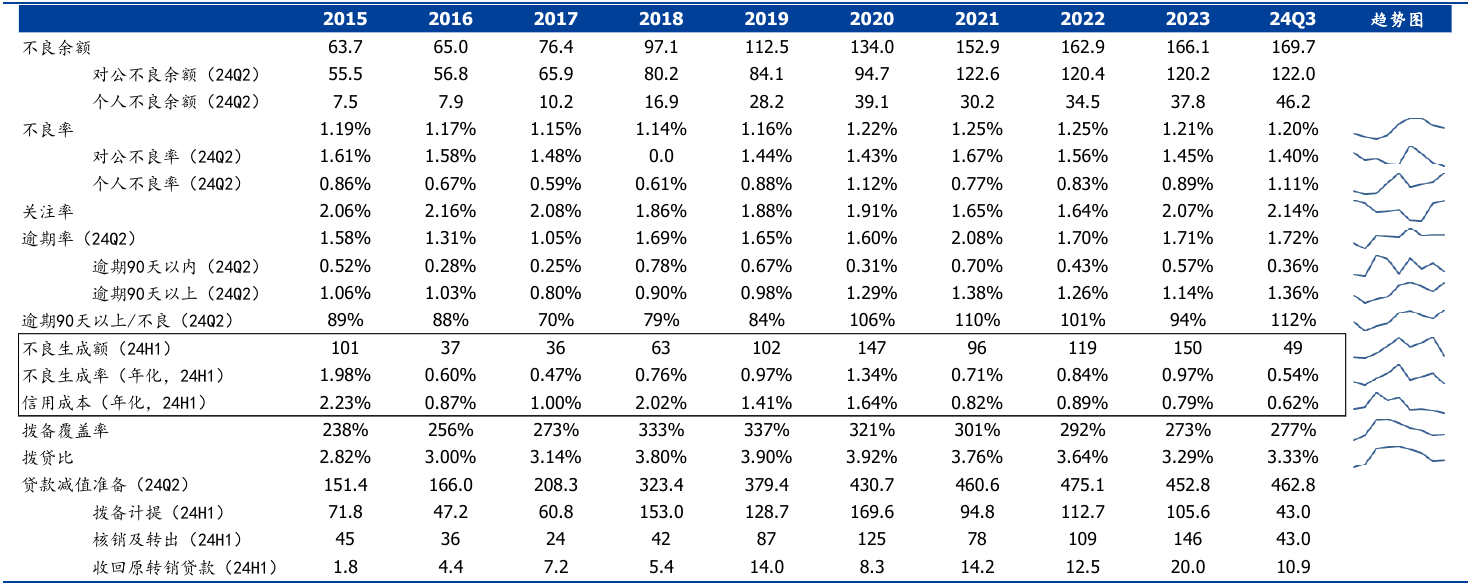 2015 2016 2017 2018 2019 2020 2021 2022 2023 24Q3 趋势图
不良余额 63.7 65.0 76.4 97.1 112.5 134.0 152.9 162.9 166.1 169.7
对公不良余额（24Q2） 55.5 56.8 65.9 80.2 84.1 94.7 122.6 120.4 120.2 122.0
个人不良余额（24Q2） 7.5 7.9 10.2 16.9 28.2 39.1 30.2 34.5 37.8 46.2
不良率 1.19% 1.17% 1.15% 1.14% 1.16% 1.22% 1.25% 1.25% 1.21% 1.20%
对公不良率（24Q2） 1.61% 1.58% 1.48% 0.0 1.44% 1.43% 1.67% 1.56% 1.45% 1.40%
个人不良率（24Q2） 0.86% 0.67% 0.59% 0.61% 0.88% 1.12% 0.77% 0.83% 0.89% 1.11%
关注率 2.06% 2.16% 2.08% 1.86% 1.88% 1.91% 1.65% 1.64% 2.07% 2.14%
逾期率（24Q2） 1.58% 1.31% 1.05% 1.69% 1.65% 1.60% 2.08% 1.70% 1.71% 1.72%
逾期90天以内（24Q2） 0.52% 0.28% 0.25% 0.78% 0.67% 0.31% 0.70% 0.43% 0.57% 0.36%
逾期90天以上（24Q2） 1.06% 1.03% 0.80% 0.90% 0.98% 1.29% 1.38% 1.26% 1.14% 1.36%
逾期90天以上/不良（24Q2） 89% 88% 70% 79% 84% 106% 110% 101% 94% 112%
不良生成额（24H1） 101 37 36 63 102 147 96 119 150 49
不良生成率（年化，24H1） 1.98% 0.60% 0.47% 0.76% 0.97% 1.34% 0.71% 0.84% 0.97% 0.54%
信用成本（年化，24H1） 2.23% 0.87% 1.00% 2.02% 1.41% 1.64% 0.82% 0.89% 0.79% 0.62%
拨备覆盖率 238% 256% 273% 333% 337% 321% 301% 292% 273% 277%
拨贷比 2.82% 3.00% 3.14% 3.80% 3.90% 3.92% 3.76% 3.64% 3.29% 3.33%
贷款减值准备（24Q2） 151.4 166.0 208.3 323.4 379.4 430.7 460.6 475.1 452.8 462.8
拨备计提（24H1） 71.8 47.2 60.8 153.0 128.7 169.6 94.8 112.7 105.6 43.0
核销及转出（24H1） 45 36 24 42 87 125 78 109 146 43.0
收回原转销贷款（24H1） 1.8 4.4 7.2 5.4 14.0 8.3 14.2 12.5 20.0 10.9